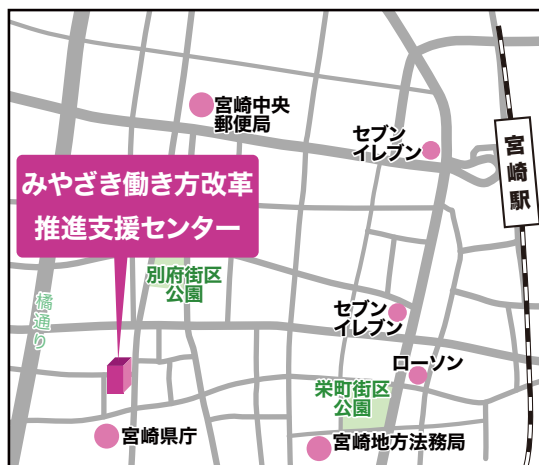 宮崎中央
郵便局
セブン
イレブン
宮崎駅
みやざき働き方改革
推進支援センター
別府街区
公園
橘通り
セブン
イレブン
ローソン
栄町街区
公園
宮崎県庁
宮崎地方法務局